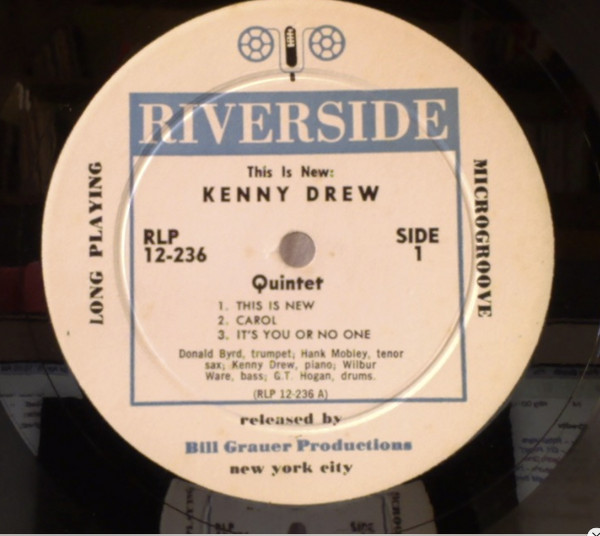 RIVERSIDE
This Is New:
KENNY DREW
LONG PLAYING
MICROGROOVE
RLP
12-236
SIDE
1
Quintet
1. THIS IS NEW
2. CAROL
3. IT'S YOU OR NO ONE
Donald Byrd, trumpet; Hank Mobley, tenor
sax; Kenny Drew, piano; Wilbur
Ware, bass; G.T. Hogan, drums.
(RLP 12-236 A)
released by
Bill Grauer Productions
new york city